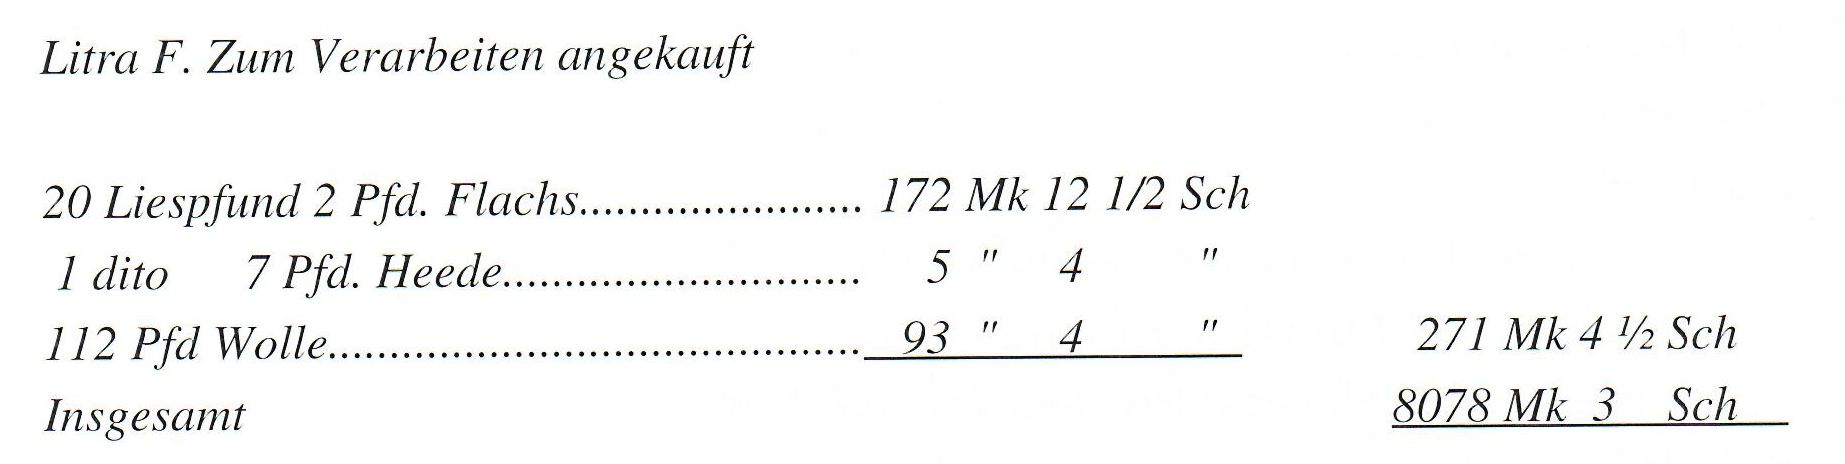 Litra F. Zum Verarbeiten angekauft
20 Liespfund 2 Pfd. Flachs....................... 172 Mk 12 1/2 Sch
1 dito 7 Pfd. Heede............................. 5 " 4 "
112 Pfd Wolle........................................... 93 " 4 " 271 Mk 4 ½ Sch
Insgesamt 8078 Mk 3 Sch